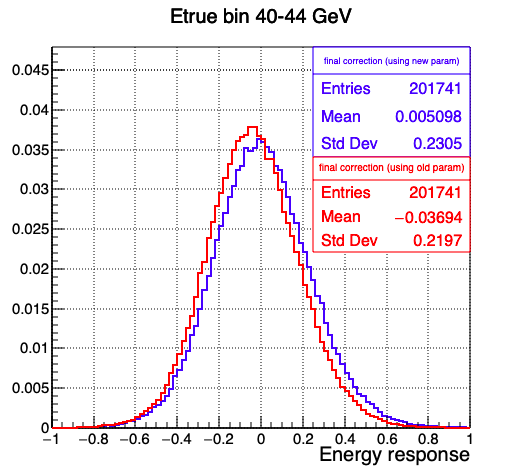 Etrue bin 40-44 GeV
final correction (using new param)
Entries 201741
Mean 0.005098
Std Dev 0.2305
final correction (using old param)
Entries 201741
Mean −0.03694
Std Dev 0.2197
0.045
0.04
0.035
0.03
0.025
0.02
0.015
0.01
0.005
0
−1 −0.8 −0.6 −0.4 −0.2 0 0.2 0.4 0.6 0.8 1
Energy response